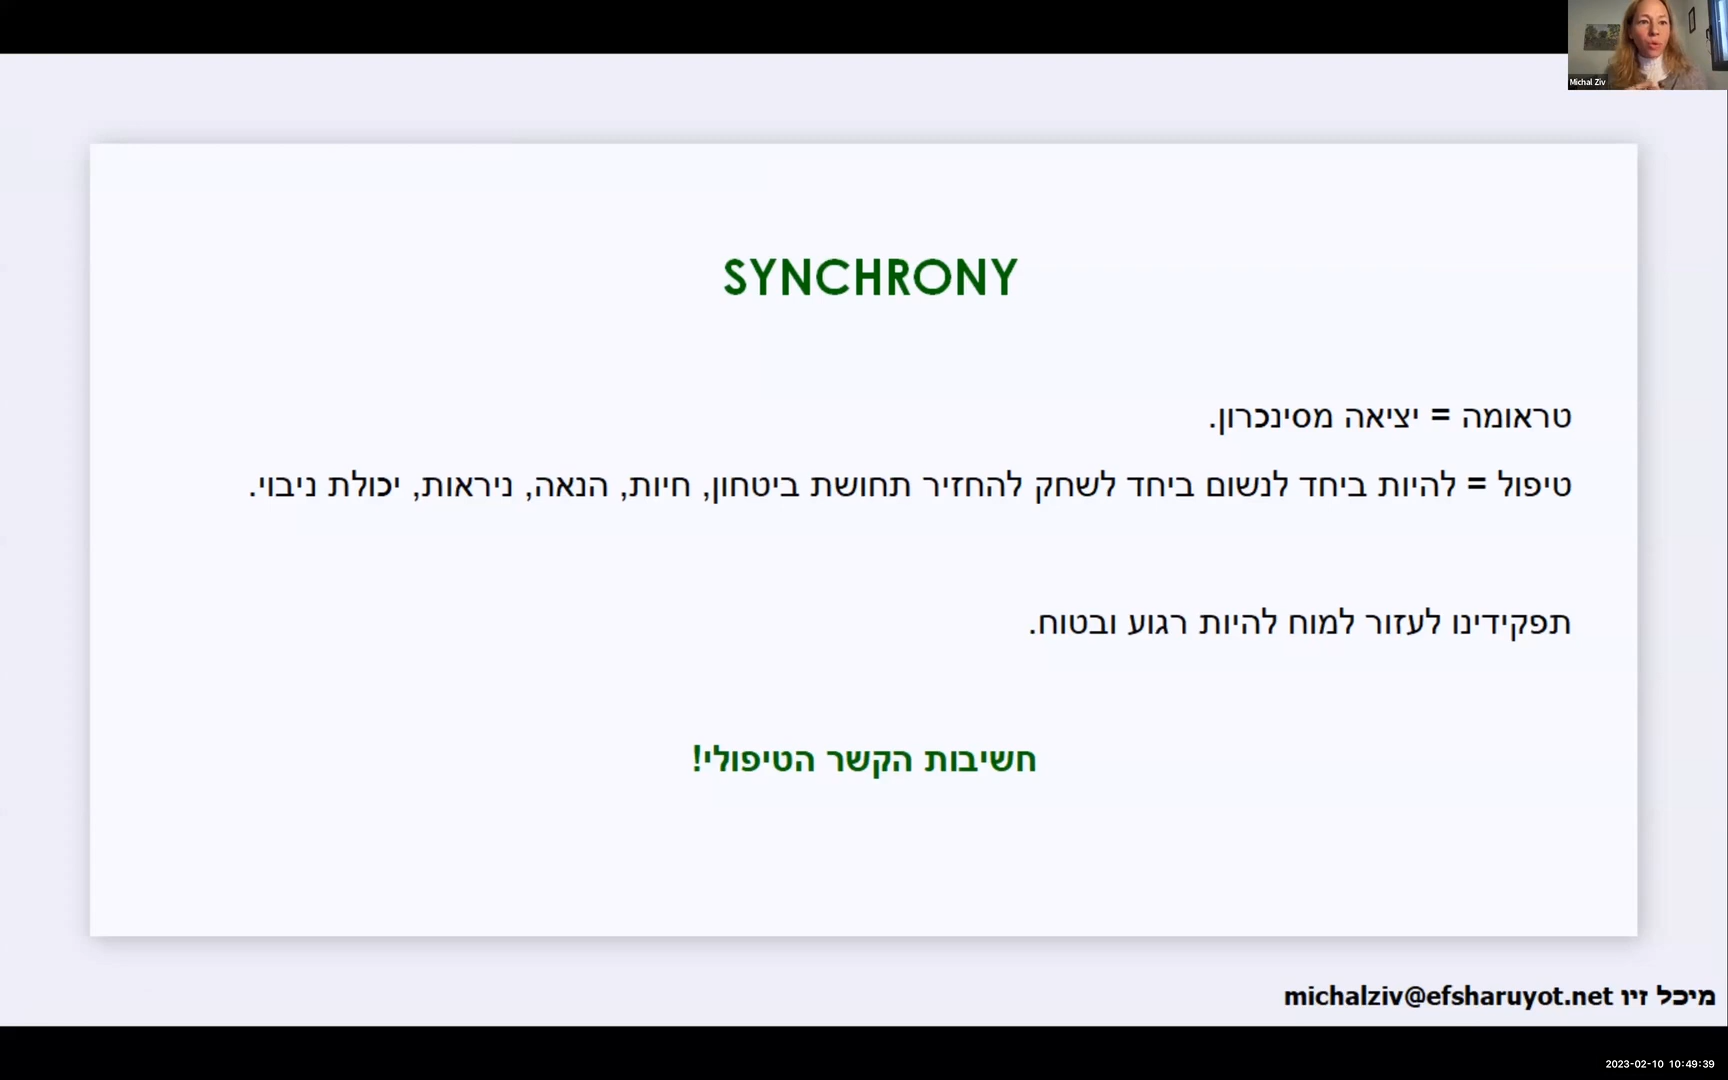 Michal Ziv
SYNCHRONY
טראומה = יציאה מסינכרון.
טיפול = להיות ביחד לנשום ביחד לשחק להחזיר תחושת ביטחון, חיות, הנאה, ניראות, יכולת ניבוי.
תפקידינו לעזור למוח להיות רגוע ובטוח.
חשיבות הקשר הטיפולי!
מיכל זיו michalziv@efsharuyot.net
2023-02-10 10:49:39